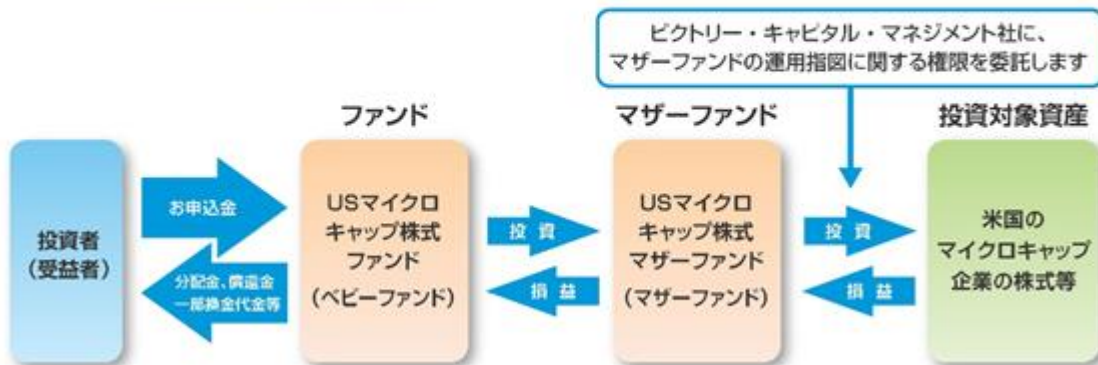 ビクトリー・キャピタル・マネジメント社に、
マザーファンドの運用指図に関する権限を委託します
ファンド
マザーファンド
投資対象資産
投資者
（受益者）
お申込金
分配金、償還金
一部換金代金等
USマイクロ
キャップ株式
ファンド
（ベビーファンド）
投資
損益
USマイクロ
キャップ株式
マザーファンド
（マザーファンド）
投資
損益
米国の
マイクロキャップ
企業の株式等